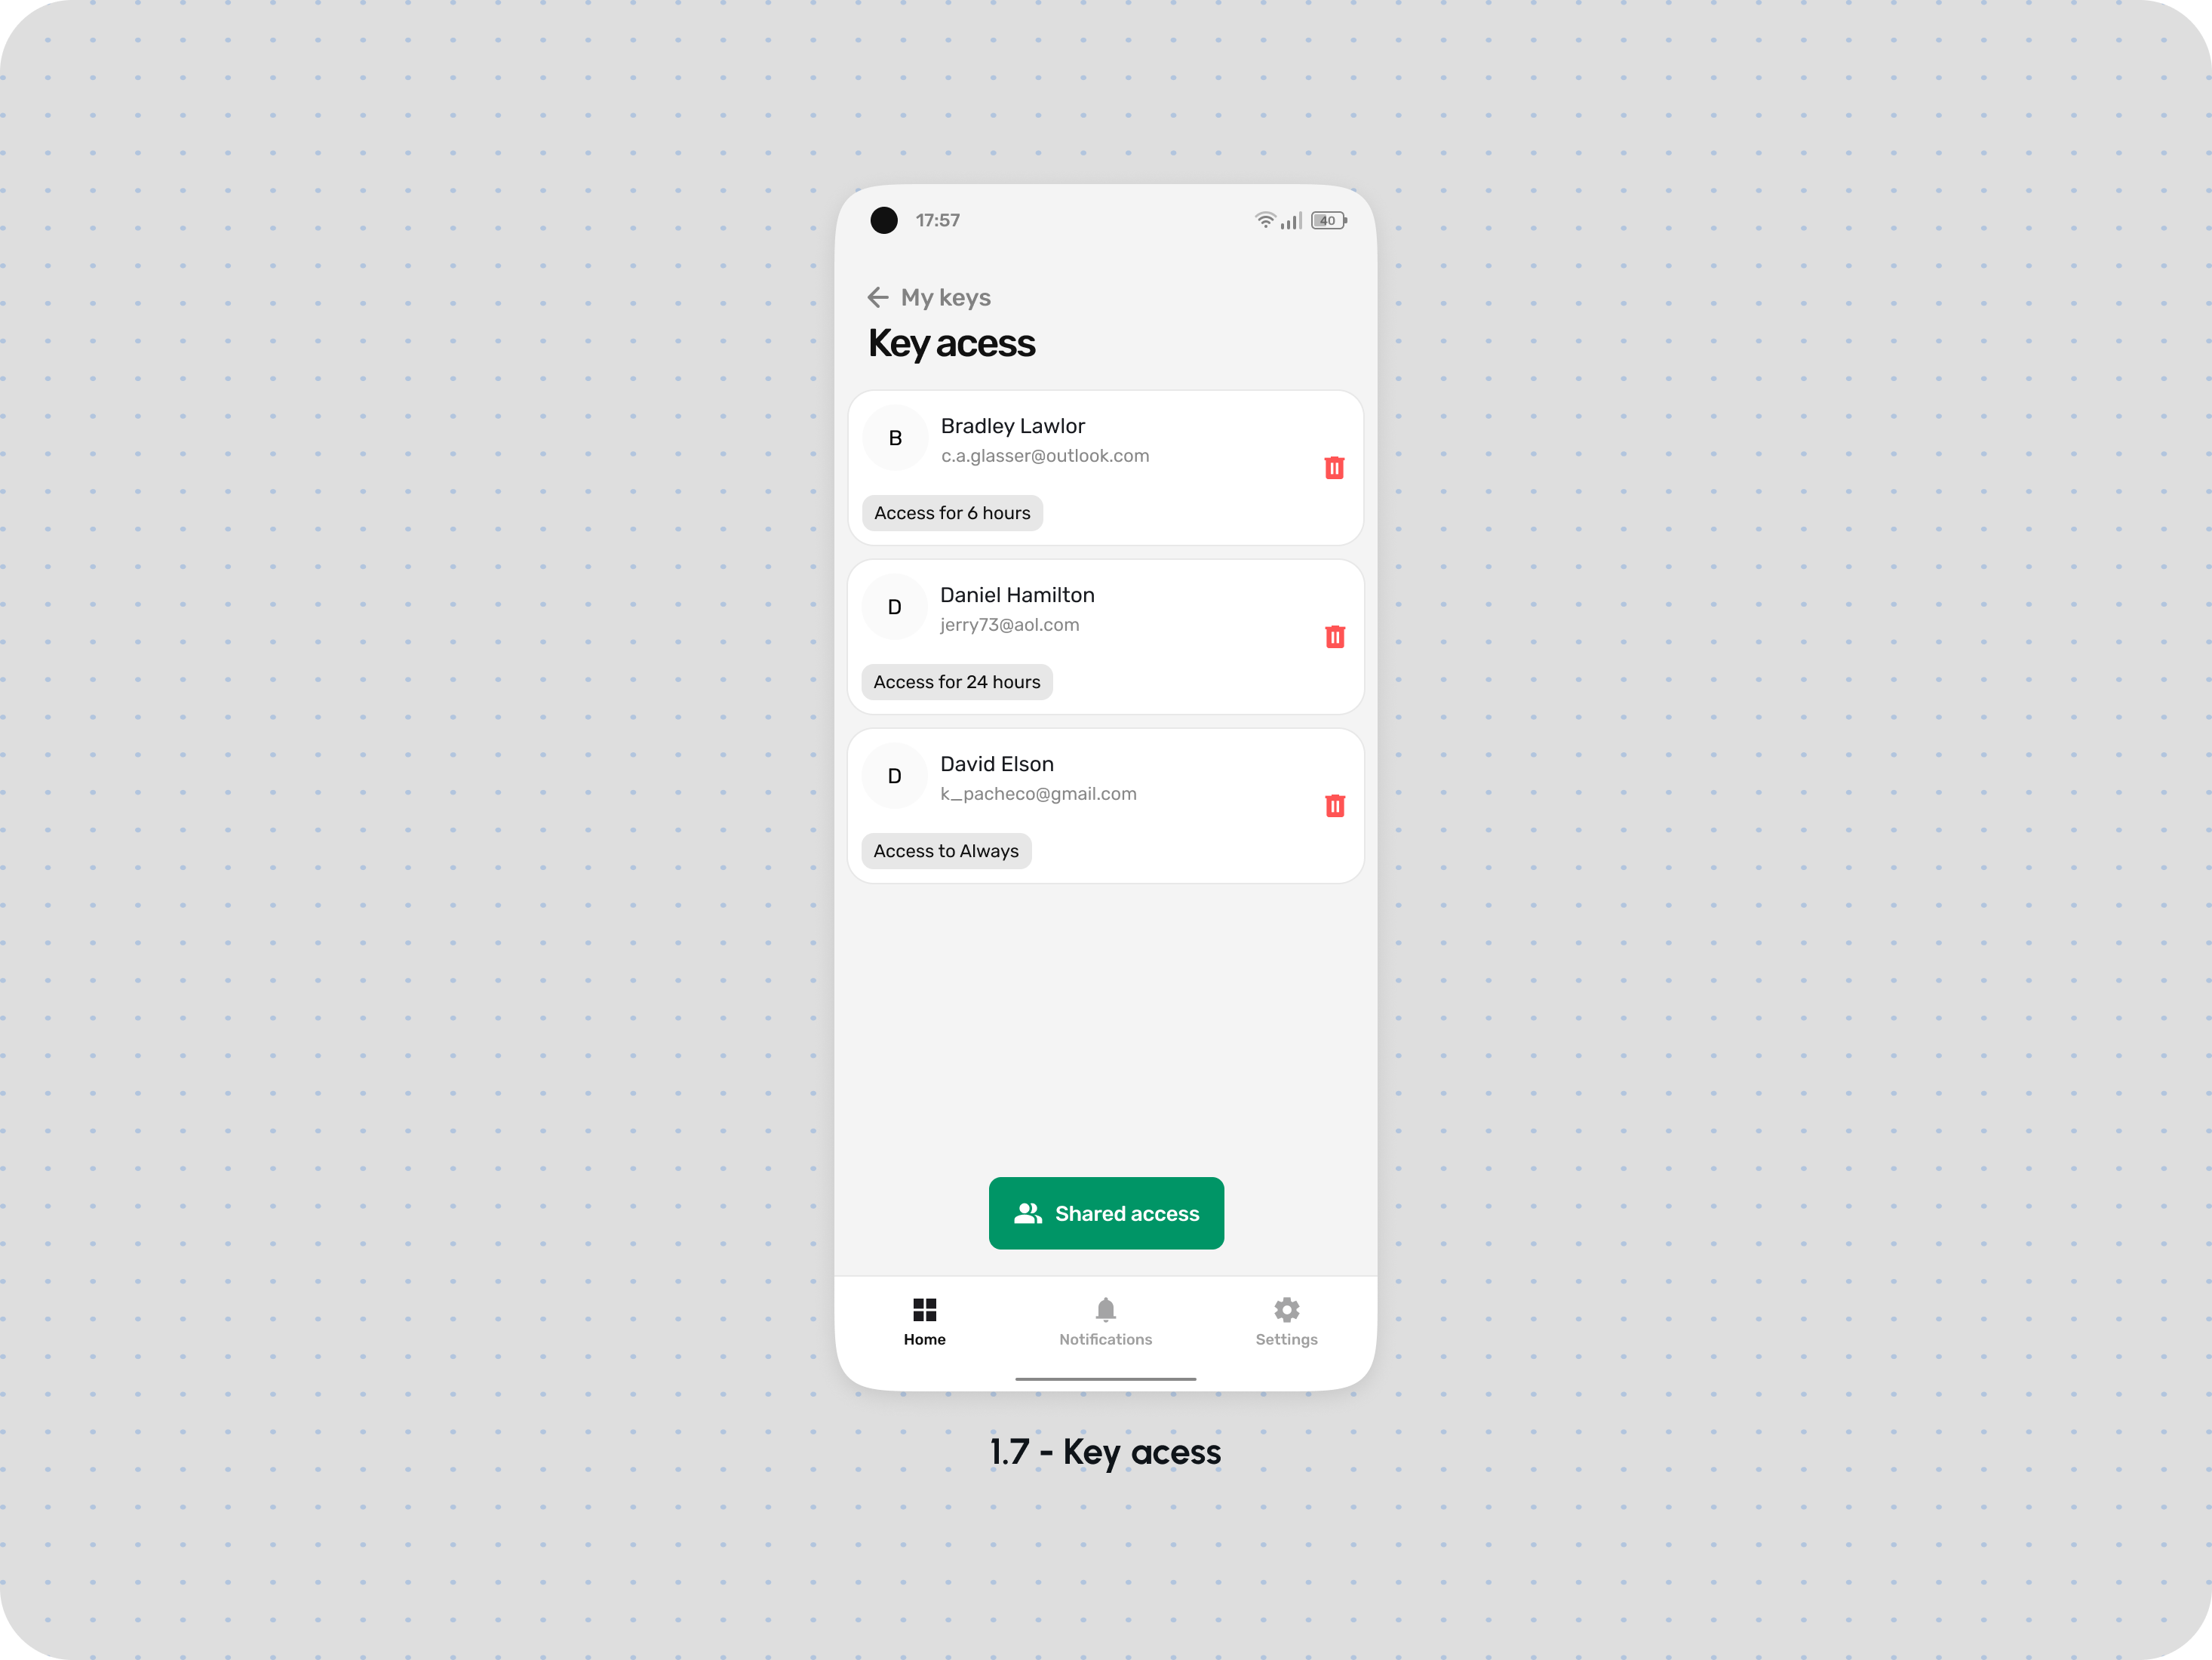 17:57
40
My keys
Key acess
B
Bradley Lawlor
c.a.glasser@outlook.com
Access for 6 hours
D
Daniel Hamilton
jerry73@aol.com
Access for 24 hours
D
David Elson
k_pacheco@gmail.com
Access to Always
Shared access
Home
Notifications
Settings
1.7 - Key acess